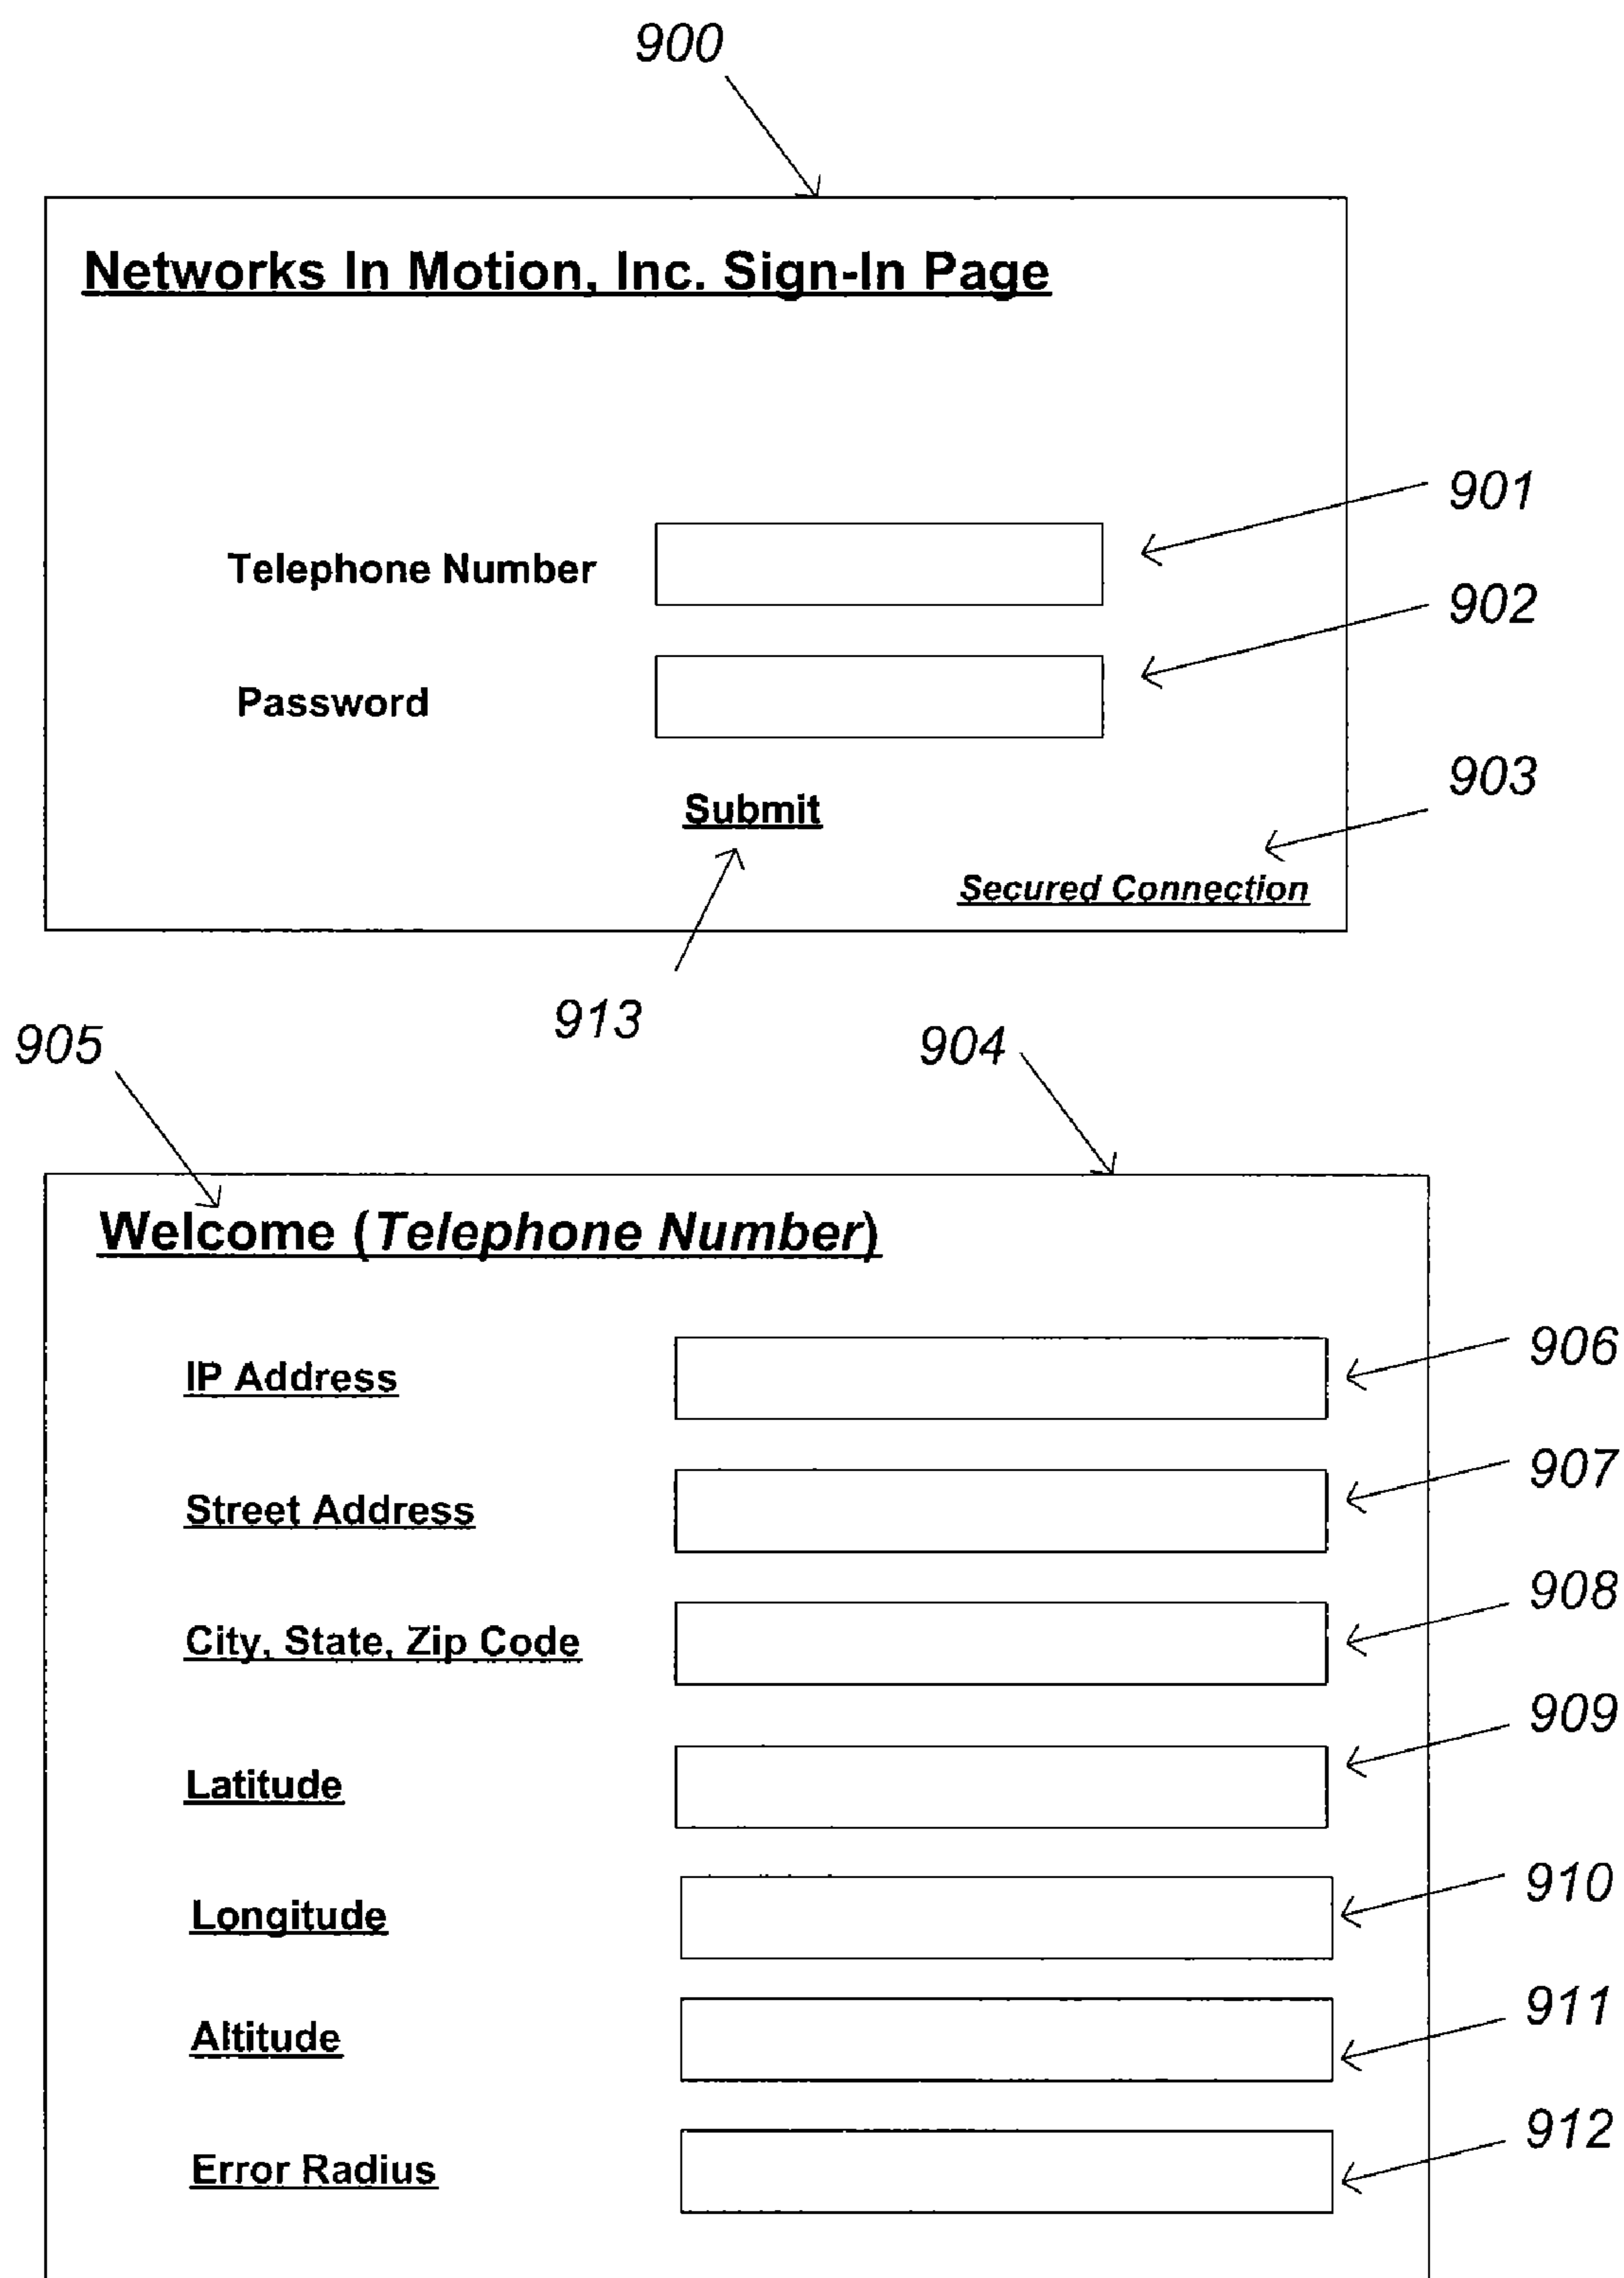 900
Networks In Motion, Inc. Sign-In Page
901
Telephone Number
902
Password
903
Submit
Secured Connection
913
905
904
Welcome (Telephone Number)
906
IP Address
907
Street Address
908
City, State, Zip Code
909
Latitude
910
Longitude
911
Altitude
912
Error Radius